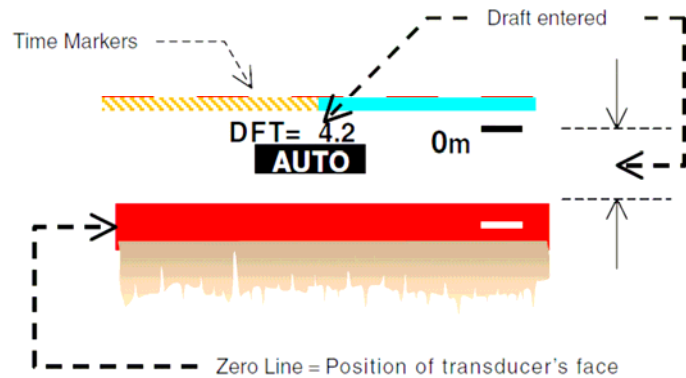 Draft entered
Time Markers
DFT= 4.2
AUTO
0m
Zero Line = Position of transducer's face